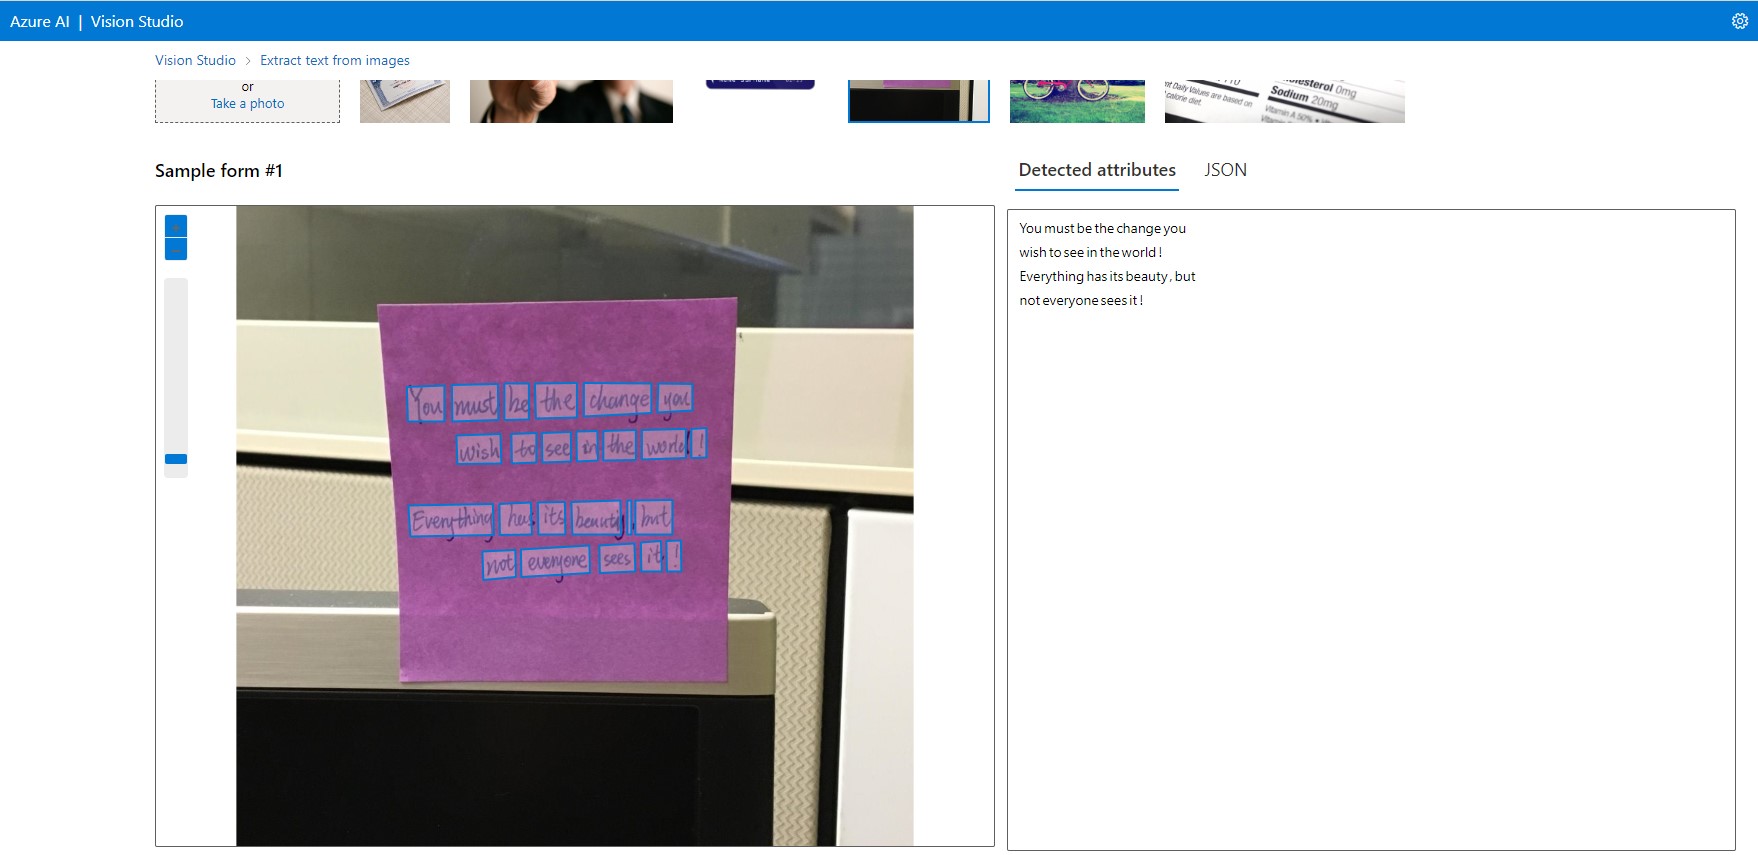 Azure AI | Vision Studio
Vision Studio > Extract text from images
or
Take a photo
Daily Values are based on
calorie diet.
Sodium 20mg
0mg
Vitamin A 50%
Sample form #1
Detected attributes
JSON
You must be the change you
wish to see in the world !
Everything has its beauty , but
not everyone sees it !
You must be the change you
wish to see in the world !
Everything has its beauty, but
not everyone sees it !